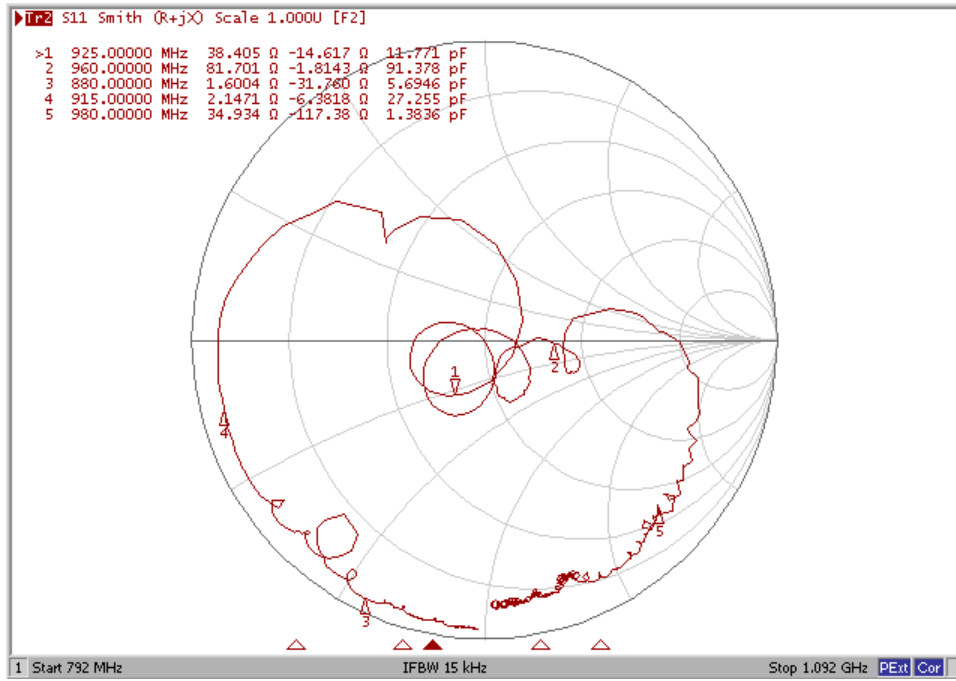 Tr2 S11 Smith (R+jX) Scale 1.000U [F2]
>1 925.00000 MHz 38.405 Ω -14.617 Ω 11.771 pF
2 960.00000 MHz 81.701 Ω -1.8143 Ω 91.378 pF
3 880.00000 MHz 1.6004 Ω -31.760 Ω 5.6946 pF
4 915.00000 MHz 2.1471 Ω -6.3818 Ω 27.255 pF
5 980.00000 MHz 34.934 Ω -117.38 Ω 1.3836 pF
1
2
4
5
3
1 Start 792 MHz IFBW 15 kHz Stop 1.092 GHz PExt Cor